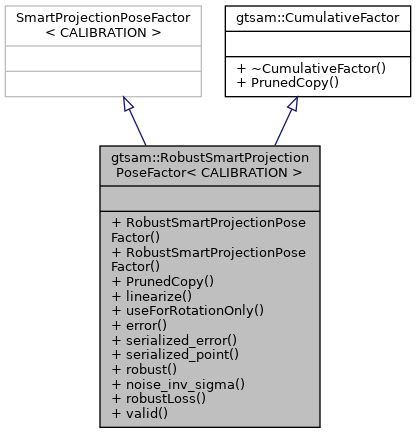 SmartProjectionPoseFactor
< CALIBRATION >
gtsam::CumulativeFactor
+ ~CumulativeFactor()
+ PrunedCopy()
gtsam::RobustSmartProjection
PoseFactor< CALIBRATION >
+ RobustSmartProjectionPose
Factor()
+ RobustSmartProjectionPose
Factor()
+ PrunedCopy()
+ linearize()
+ useForRotationOnly()
+ error()
+ serialized_error()
+ serialized_point()
+ robust()
+ noise_inv_sigma()
+ robustLoss()
+ valid()